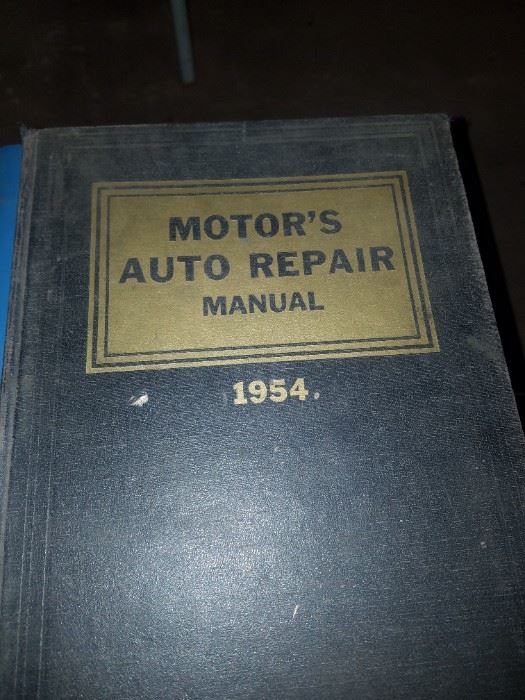 MOTOR'S
AUTO REPAIR
MANUAL
1954.